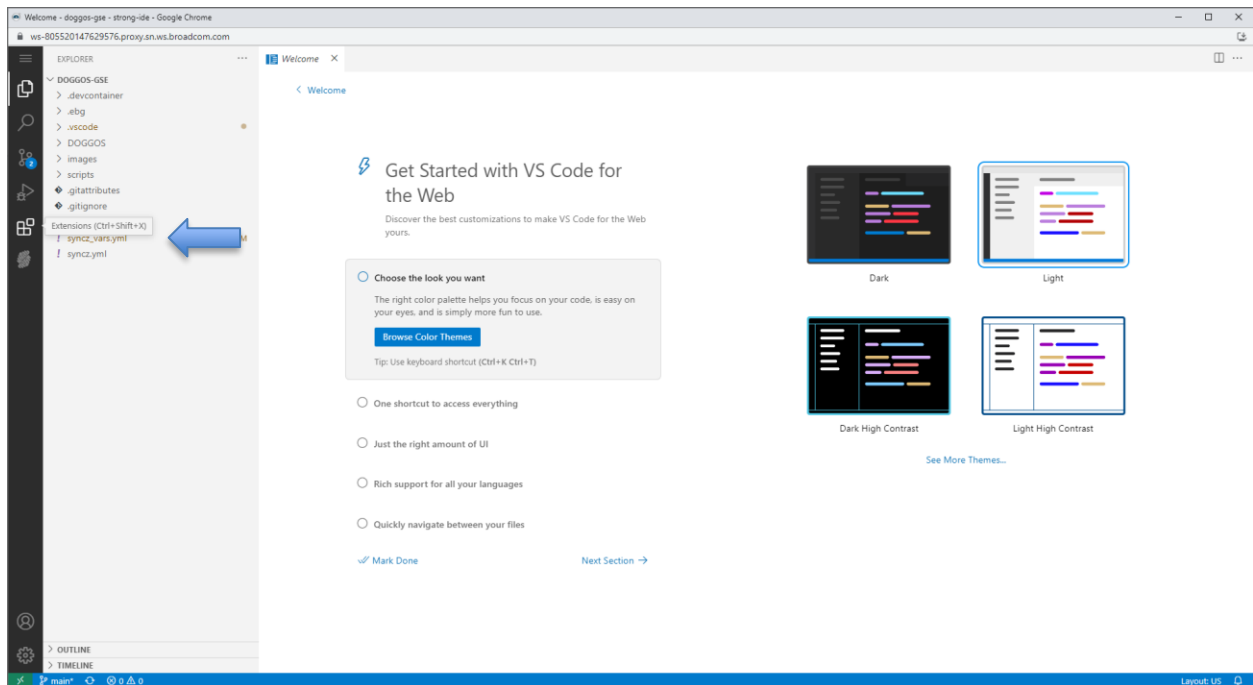 Welcome - doggos-gse - strong-ide - Google Chrome
ws-805520147629576.proxy.sn.ws.broadcom.com
EXPLORER
DOGGOS-GSE
.devcontainer
.ebg
.vscode
DOGGOS
images
scripts
.gitattributes
.gitignore
Extensions (Ctrl+Shift+X)
syncz_vars.yml
M
syncz.yml
OUTLINE
TIMELINE
Welcome
Welcome
Get Started with VS Code for
the Web
Discover the best customizations to make VS Code for the Web
yours.
Choose the look you want
The right color palette helps you focus on your code, is easy on
your eyes, and is simply more fun to use.
Browse Color Themes
Tip: Use keyboard shortcut (Ctrl+K Ctrl+T)
One shortcut to access everything
Just the right amount of UI
Rich support for all your languages
Quickly navigate between your files
Mark Done
Next Section
Dark
Light
Dark High Contrast
Light High Contrast
See More Themes...
2
main*
0
0
Layout: US